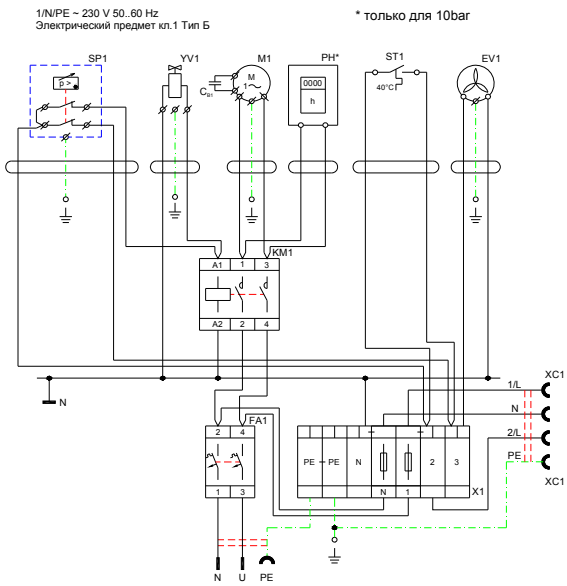 1/N/PE ~ 230 V 50..60 Hz
Электрический предмет кл.1 Тип Б
* только для 10bar
SP1
YV1
M1
PH*
ST1
EV1
p >
CB1
M
1~
0000
h
40°C
KM1
A1 1 3
A2 2 4
N
FA1
2 4
1 3
PE PE N 2 3
N 1
X1
1/L
N
2/L
PE
XC1
XC1
N U PE